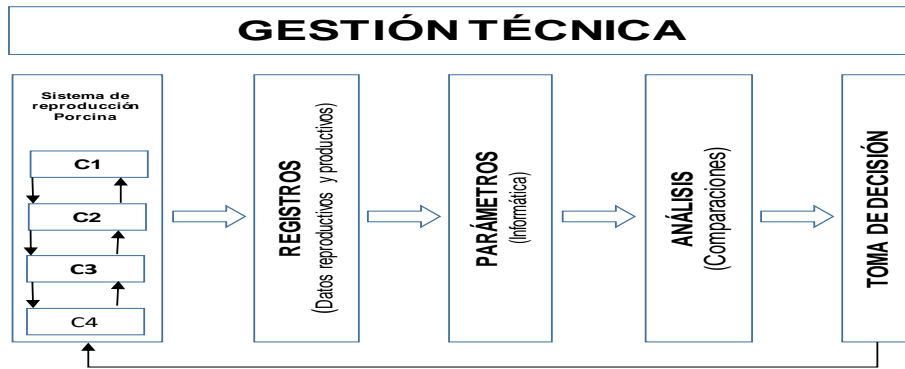 GESTIÓN TÉCNICA
Sistema de
reproducción
Porcina
C1
C2
C3
C4
REGISTROS
(Datos reproductivos y productivos)
PARÁMETROS
(Informática)
ANÁLISIS
(Comparaciones)
TOMA DE DECISIÓN